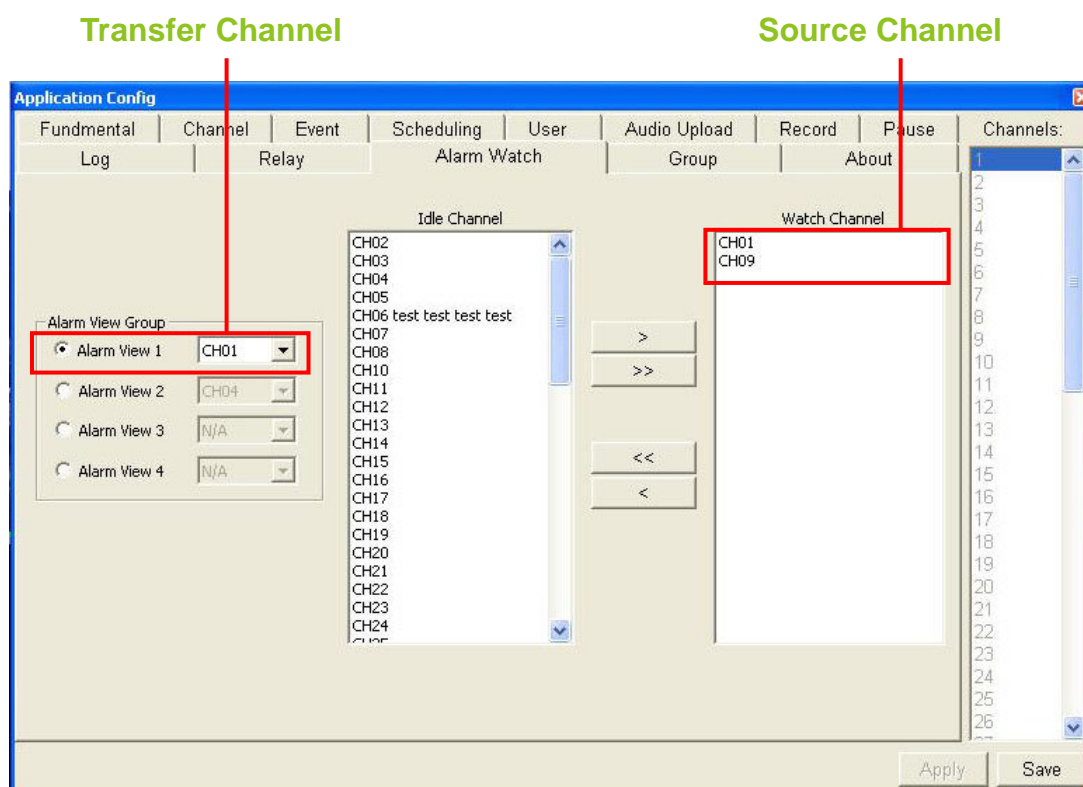 Transfer Channel
Source Channel
Application Config
Fundmental
Channel
Event
Scheduling
User
Audio Upload
Record
Pause
Log
Relay
Alarm Watch
Group
About
Channels:
Idle Channel
CH02
CH03
CH04
CH05
CH06 test test test test
CH07
CH08
CH10
CH11
CH12
CH13
CH14
CH15
CH16
CH17
CH18
CH19
CH20
CH21
CH22
CH23
CH24
Watch Channel
CH01
CH09
Alarm View Group
Alarm View 1 CH01
Alarm View 2 CH04
Alarm View 3 N/A
Alarm View 4 N/A
>
>>
<<
<
1
2
3
4
5
6
7
8
9
10
11
12
13
14
15
16
17
18
19
20
21
22
23
24
25
26
Apply
Save